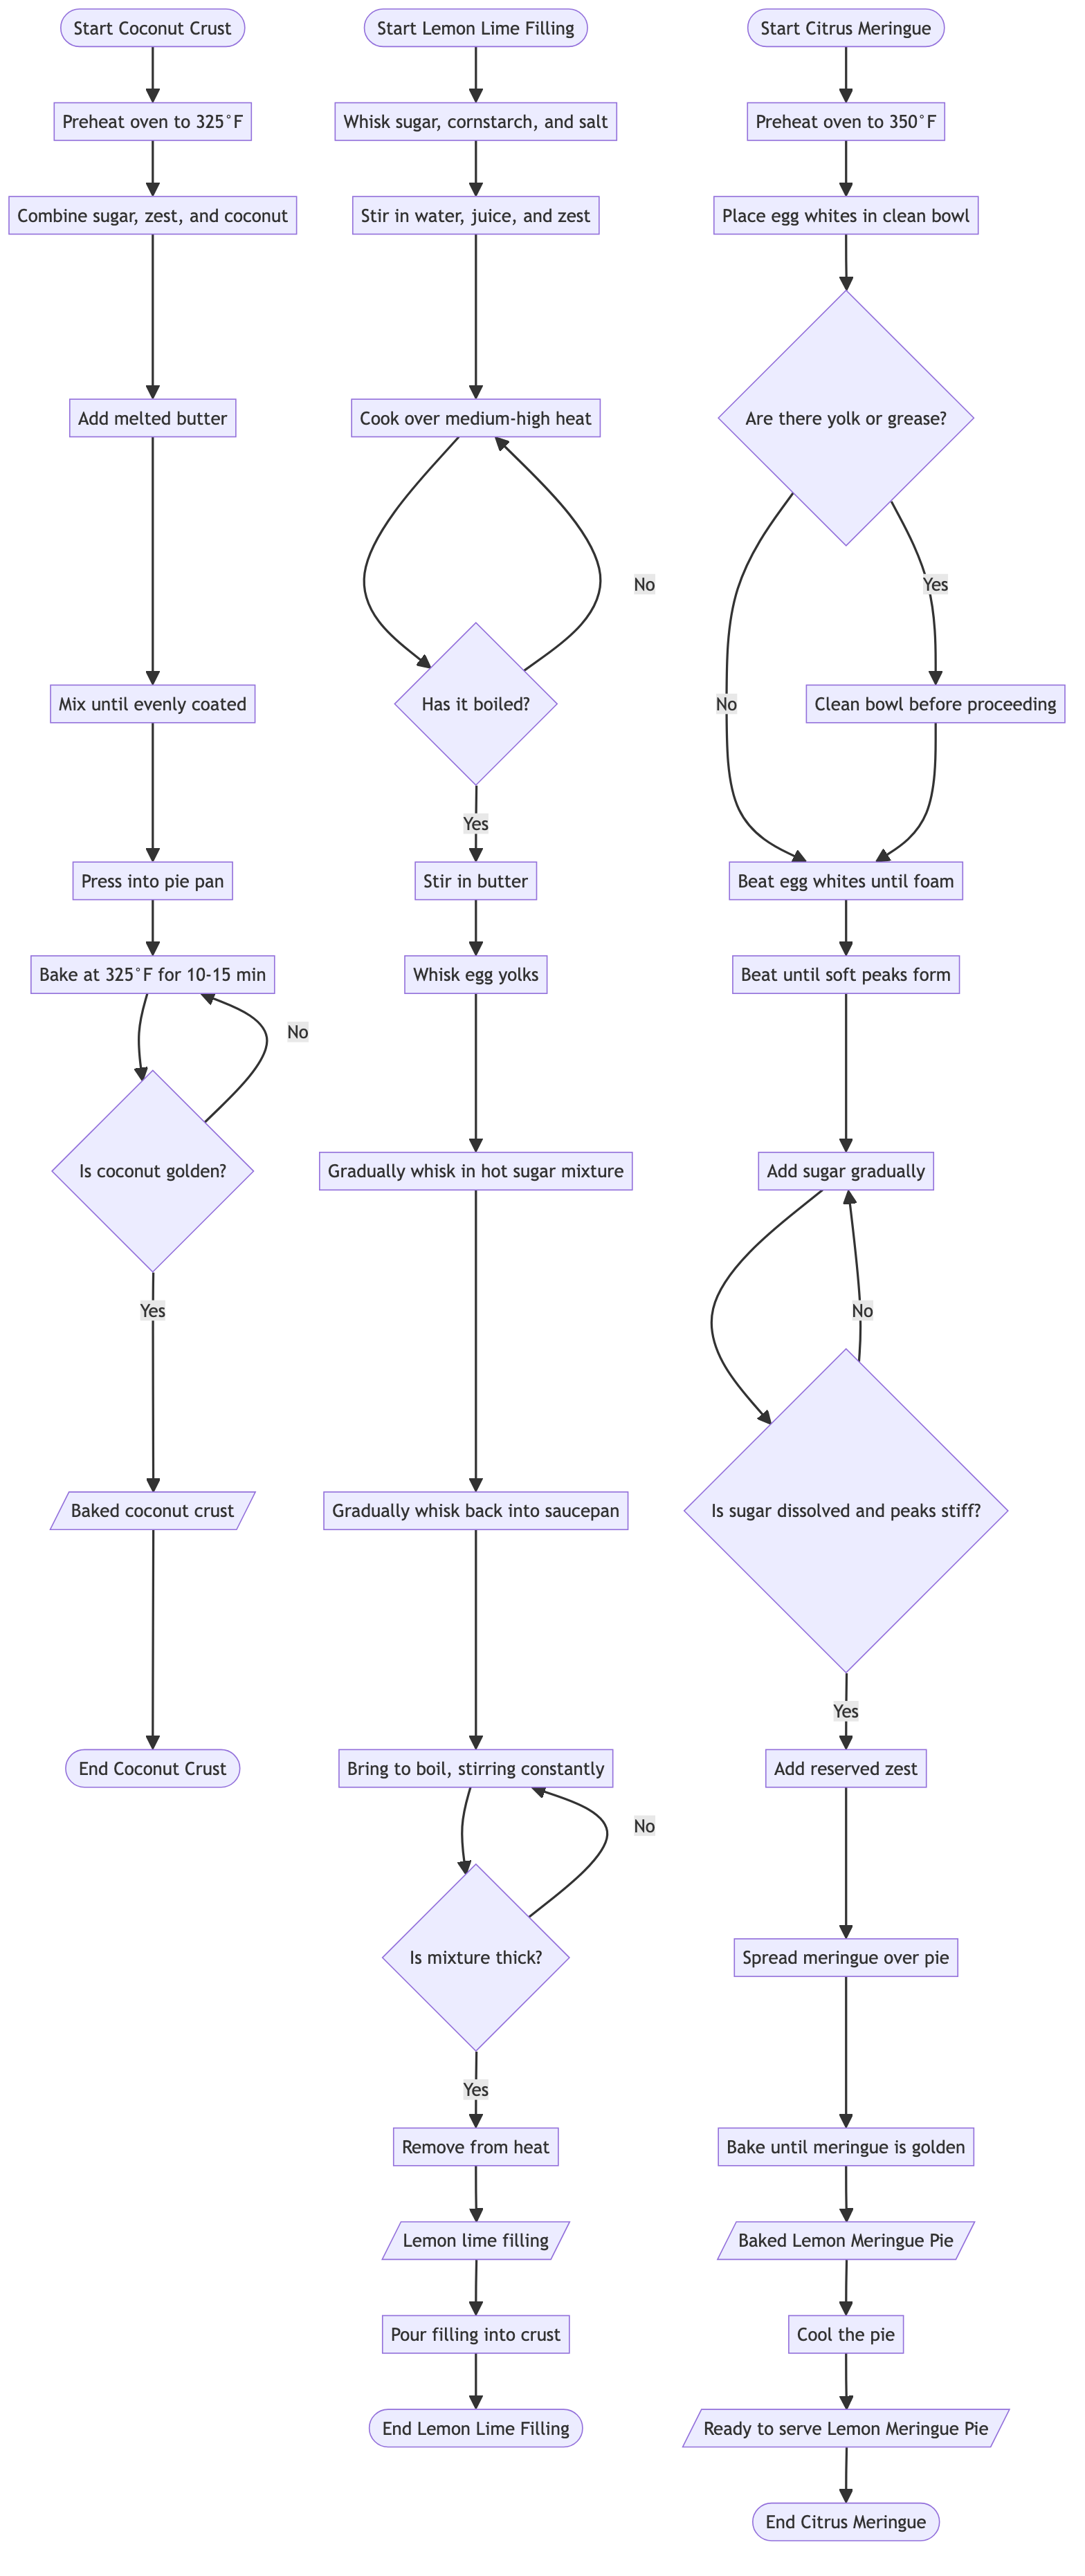 Start Coconut Crust
Preheat oven to 325°F
Combine sugar, zest, and coconut
Add melted butter
Mix until evenly coated
Press into pie pan
Bake at 325°F for 10-15 min
No
Is coconut golden?
Yes
Baked coconut crust
End Coconut Crust
Start Lemon Lime Filling
Whisk sugar, cornstarch, and salt
Stir in water, juice, and zest
Cook over medium-high heat
No
Has it boiled?
Yes
Stir in butter
Whisk egg yolks
Gradually whisk in hot sugar mixture
Gradually whisk back into saucepan
Bring to boil, stirring constantly
No
Is mixture thick?
Yes
Remove from heat
Lemon lime filling
Pour filling into crust
End Lemon Lime Filling
Start Citrus Meringue
Preheat oven to 350°F
Place egg whites in clean bowl
Are there yolk or grease?
Yes
No
Clean bowl before proceeding
Beat egg whites until foam
Beat until soft peaks form
Add sugar gradually
No
Is sugar dissolved and peaks stiff?
Yes
Add reserved zest
Spread meringue over pie
Bake until meringue is golden
Baked Lemon Meringue Pie
Cool the pie
Ready to serve Lemon Meringue Pie
End Citrus Meringue